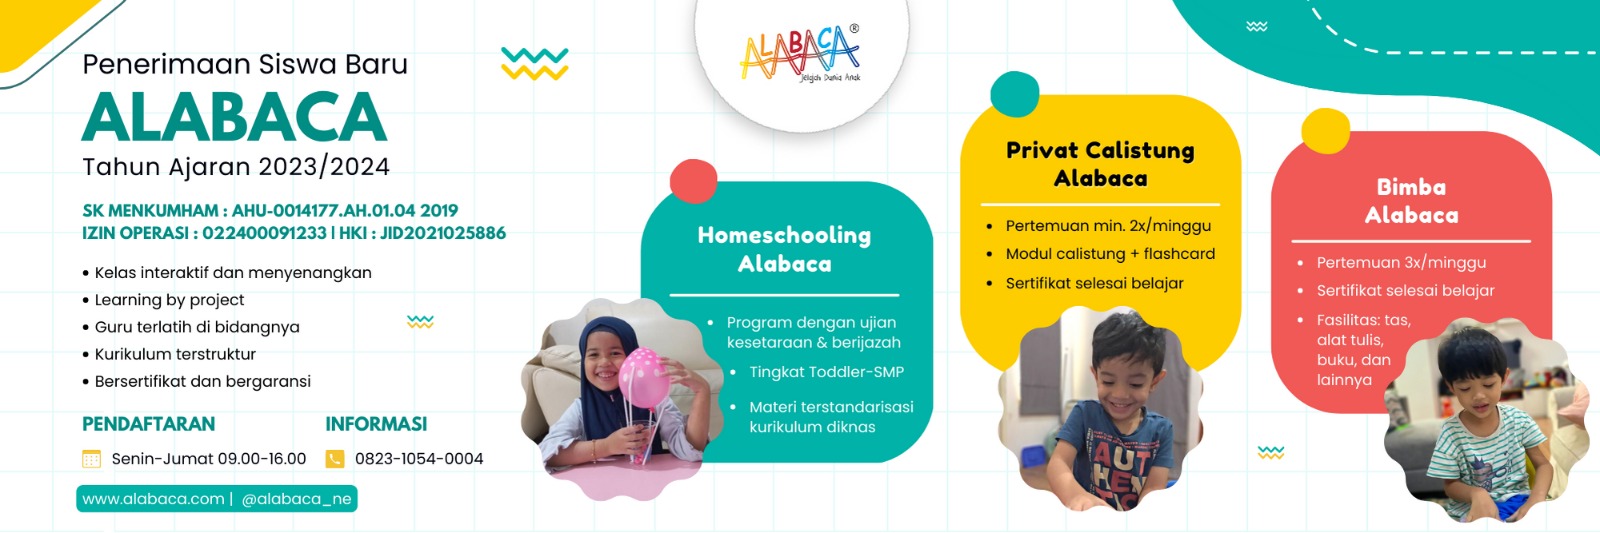 Penerimaan Siswa Baru
ALABACA
Tahun Ajaran 2023/2024
SK MENKUMHAM : AHU-0014177.AH.01.04 2019
IZIN OPERASI : 022400091233 | HKI : JID2021025886
• Kelas interaktif dan menyenangkan
• Learning by project
• Guru terlatih di bidangnya
• Kurikulum terstruktur
• Bersertifikat dan bergaransi
PENDAFTARAN
Senin-Jumat 09.00-16.00
INFORMASI
0823-1054-0004
www.alabaca.com | @alabaca_ne
ALABACA®
Jelajah Dunia Anak
Homeschooling
Alabaca
• Program dengan ujian
kesetaraan & berijazah
• Tingkat Toddler-SMP
• Materi terstandarisasi
kurikulum diknas
Privat Calistung
Alabaca
• Pertemuan min. 2x/minggu
• Modul calistung + flashcard
• Sertifikat selesai belajar
AUT
HEN
TIC
Bimba
Alabaca
• Pertemuan 3x/minggu
• Sertifikat selesai belajar
• Fasilitas: tas,
alat tulis,
buku, dan
lainnya